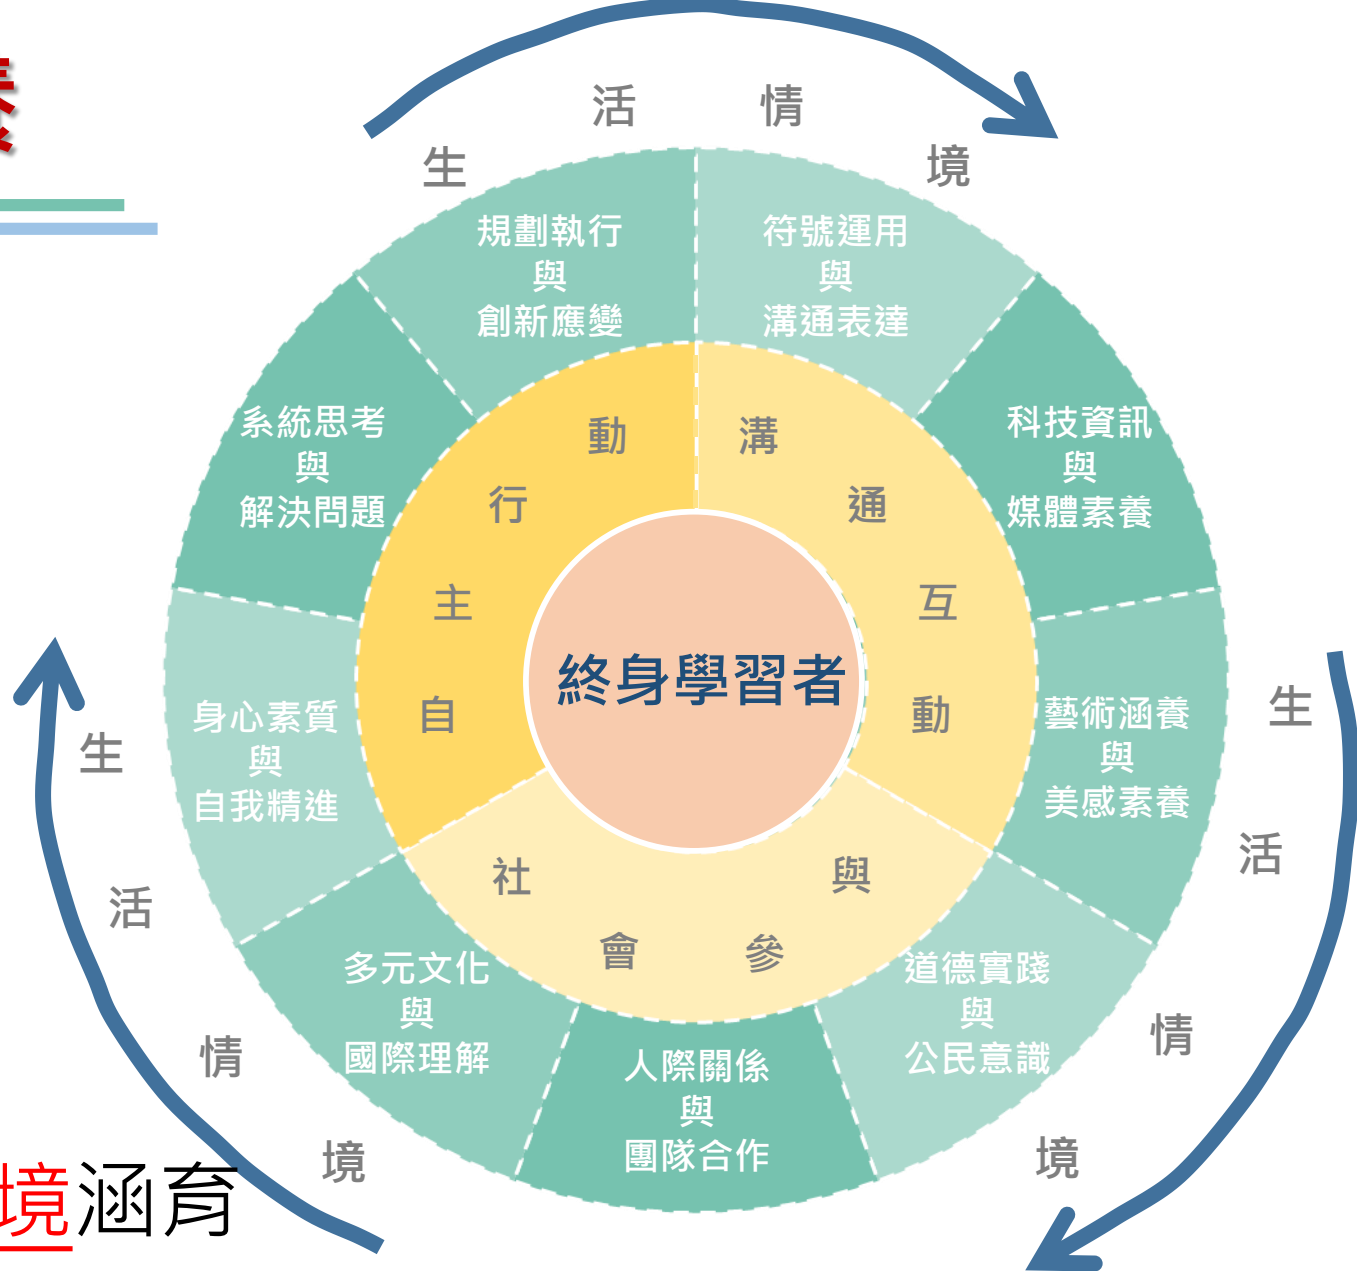 生活情境
規劃執行
與
創新應變
符號運用
與
溝通表達
系統思考
與
解決問題
科技資訊
與
媒體素養
身心素質
與
自我精進
藝術涵養
與
美感素養
多元文化
與
國際理解
人際關係
與
團隊合作
道德實踐
與
公民意識
自主行動
溝通互動
社會參與
終身學習者
生活情境
生活情境
境涵育